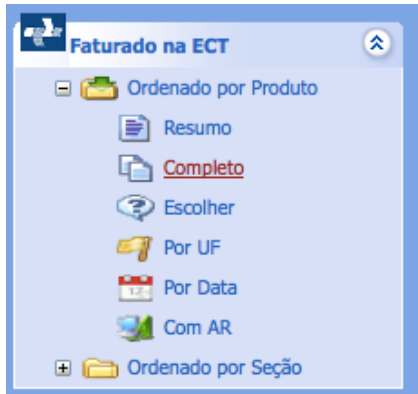 Faturado na ECT
Ordenado por Produto
Resumo
Completo
Escolher
Por UF
Por Data
Com AR
Ordenado por Seção